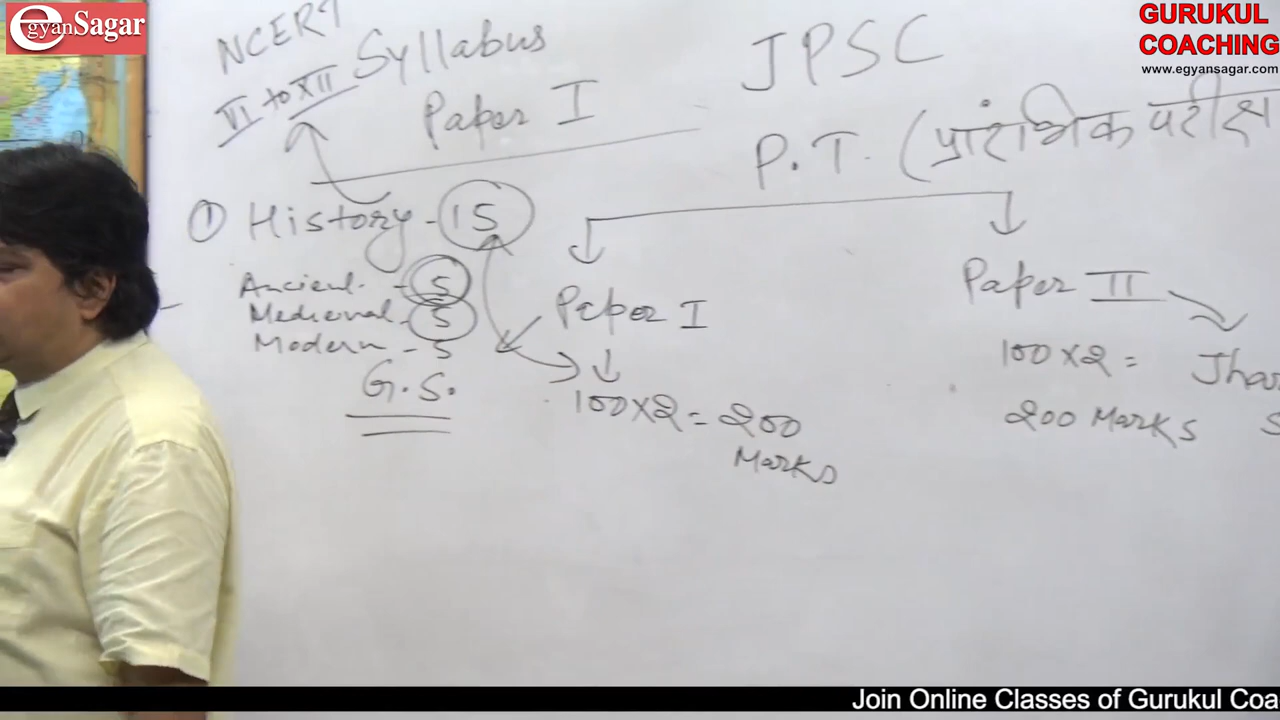 egyanSagar
GURUKUL
COACHING
www.egyansagar.com
NCERT
VI to XII
Syllabus
Paper I
① History - 15
Ancient - 5
Medieval - 5
Modern - 5
G.S.
JPSC
P.T. (प्रारंभिक परीक्ष
Paper I
100 x 2 = 200
Marks
Paper II
100 x 2 =
200 Marks
Jhar
S
Join Online Classes of Gurukul Coa